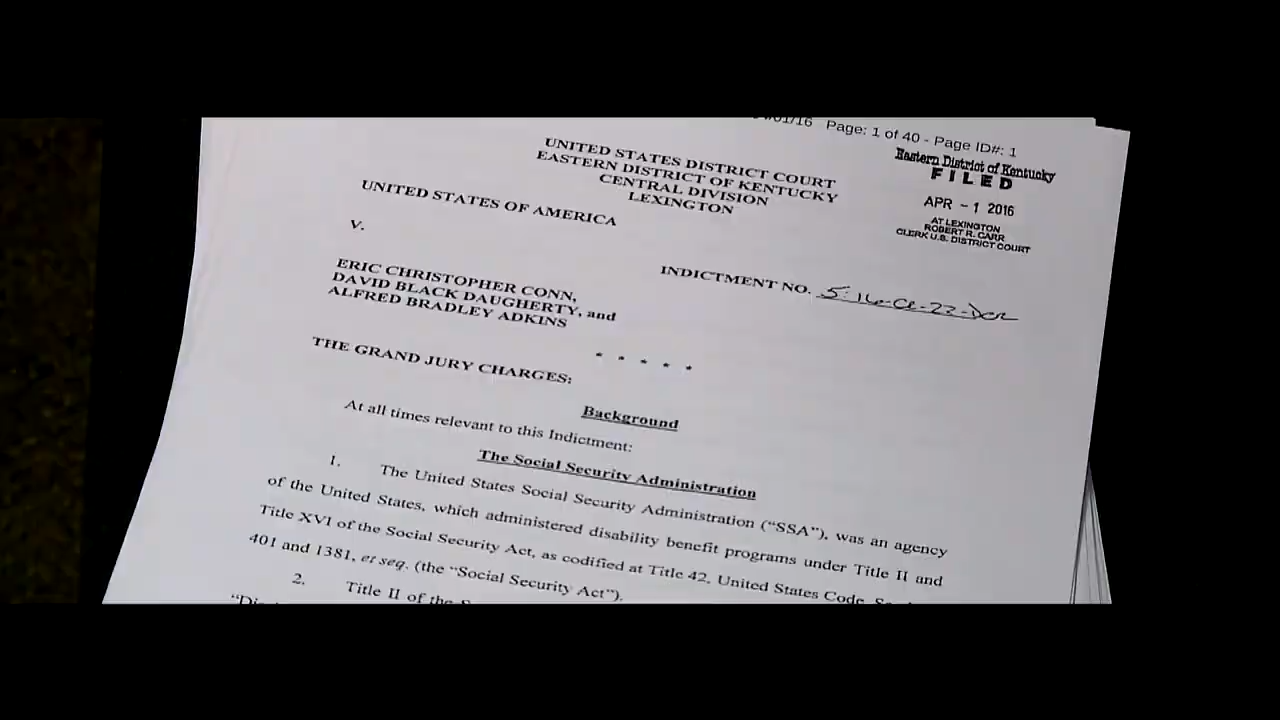 /01/16 Page: 1 of 40 - Page ID#: 1
Eastern District of Kentucky
FILED
APR - 1 2016
AT LEXINGTON
ROBERT R. CARR
CLERK U.S. DISTRICT COURT
UNITED STATES DISTRICT COURT
EASTERN DISTRICT OF KENTUCKY
CENTRAL DIVISION
LEXINGTON
UNITED STATES OF AMERICA
V.
INDICTMENT NO. 5:16-CR-22-DCR
ERIC CHRISTOPHER CONN,
DAVID BLACK DAUGHERTY, and
ALFRED BRADLEY ADKINS
* * * * *
THE GRAND JURY CHARGES:
Background
At all times relevant to this Indictment:
The Social Security Administration
1. The United States Social Security Administration (“SSA”), was an agency
of the United States, which administered disability benefit programs under Title II and
Title XVI of the Social Security Act, as codified at Title 42, United States Code,
401 and 1381, et seq. (the “Social Security Act”).
2. Title II of the